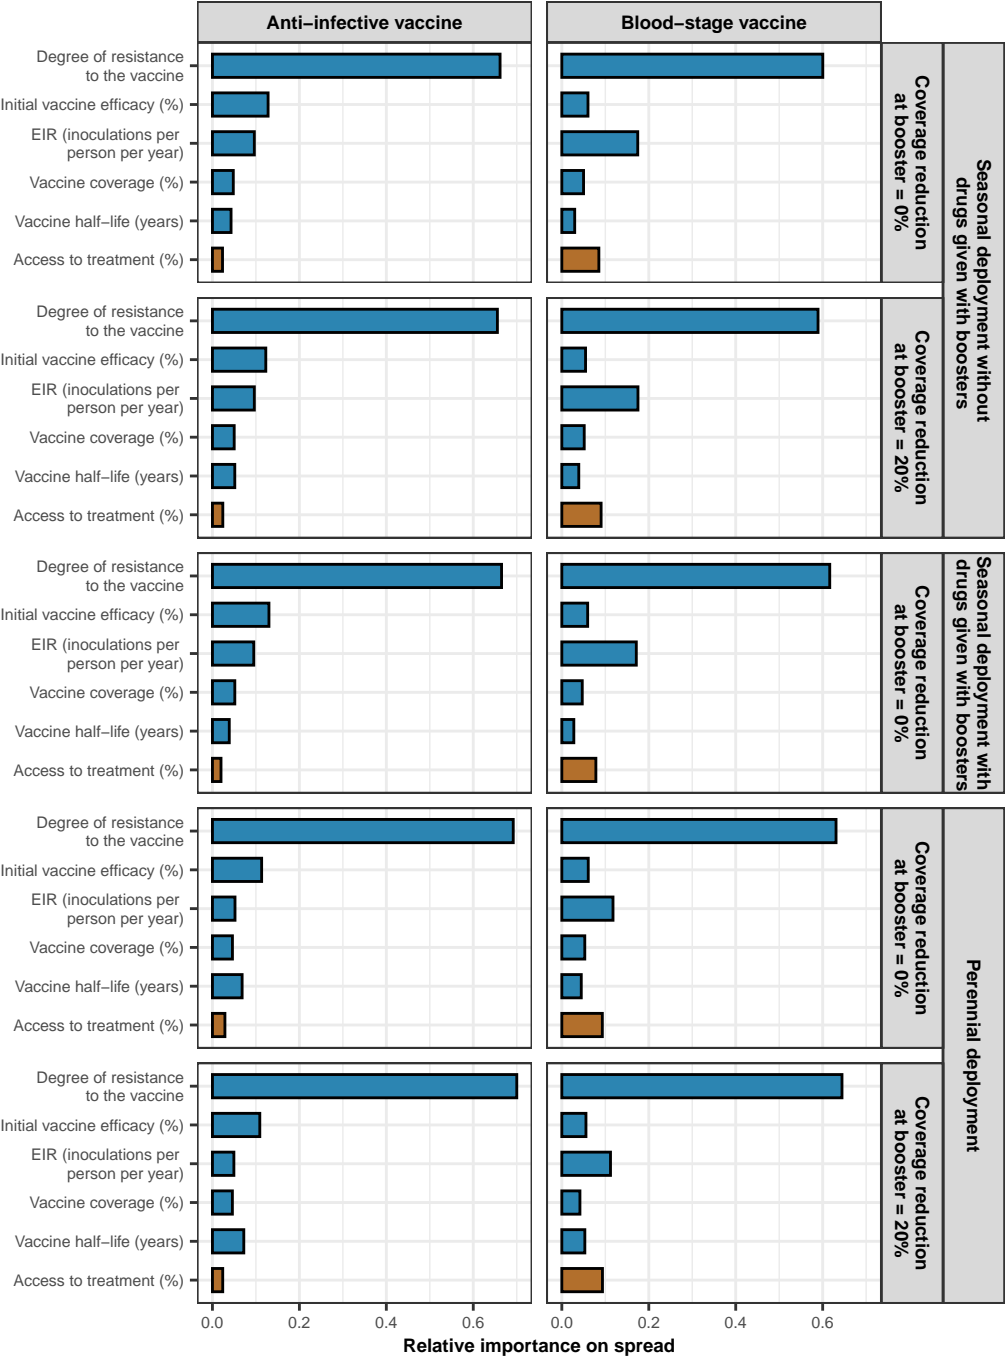 Anti−infective vaccine
Blood−stage vaccine
Degree of resistance
to the vaccine
Initial vaccine efficacy (%)
EIR (inoculations per
person per year)
Vaccine coverage (%)
Vaccine half−life (years)
Access to treatment (%)
Coverage reduction
at booster = 0%
Seasonal deployment without
drugs given with boosters
Degree of resistance
to the vaccine
Initial vaccine efficacy (%)
EIR (inoculations per
person per year)
Vaccine coverage (%)
Vaccine half−life (years)
Access to treatment (%)
Coverage reduction
at booster = 20%
Degree of resistance
to the vaccine
Initial vaccine efficacy (%)
EIR (inoculations per
person per year)
Vaccine coverage (%)
Vaccine half−life (years)
Access to treatment (%)
Coverage reduction
at booster = 0%
Seasonal deployment with
drugs given with boosters
Degree of resistance
to the vaccine
Initial vaccine efficacy (%)
EIR (inoculations per
person per year)
Vaccine coverage (%)
Vaccine half−life (years)
Access to treatment (%)
Coverage reduction
at booster = 0%
Perennial deployment
Degree of resistance
to the vaccine
Initial vaccine efficacy (%)
EIR (inoculations per
person per year)
Vaccine coverage (%)
Vaccine half−life (years)
Access to treatment (%)
Coverage reduction
at booster = 20%
0.0 0.2 0.4 0.6 0.0 0.2 0.4 0.6
Relative importance on spread